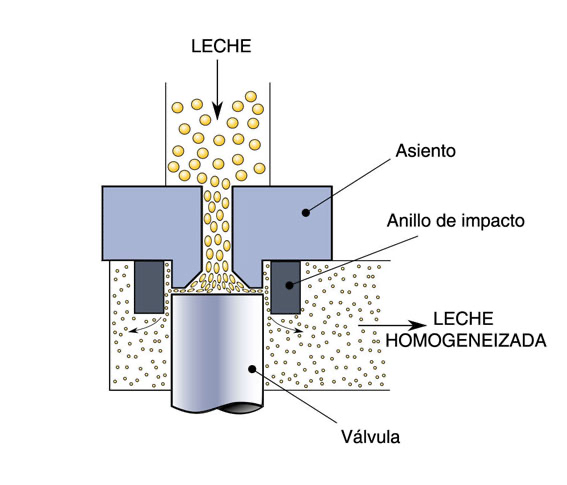 LECHE
Asiento
Anillo de impacto
LECHE
HOMOGENEIZADA
Válvula